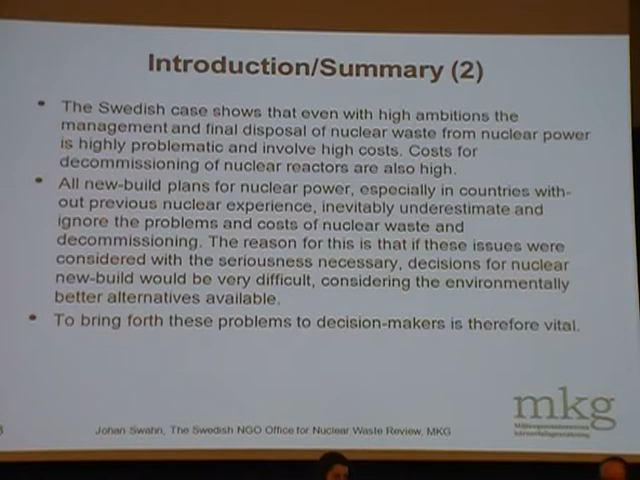 Introduction/Summary (2)
• The Swedish case shows that even with high ambitions the
management and final disposal of nuclear waste from nuclear power
is highly problematic and involve high costs. Costs for
decommissioning of nuclear reactors are also high.
• All new-build plans for nuclear power, especially in countries with-
out previous nuclear experience, inevitably underestimate and
ignore the problems and costs of nuclear waste and
decommissioning. The reason for this is that if these issues were
considered with the seriousness necessary, decisions for nuclear
new-build would be very difficult, considering the environmentally
better alternatives available.
• To bring forth these problems to decision-makers is therefore vital.
mkg
Johan Swahn, The Swedish NGO Office for Nuclear Waste Review, MKG